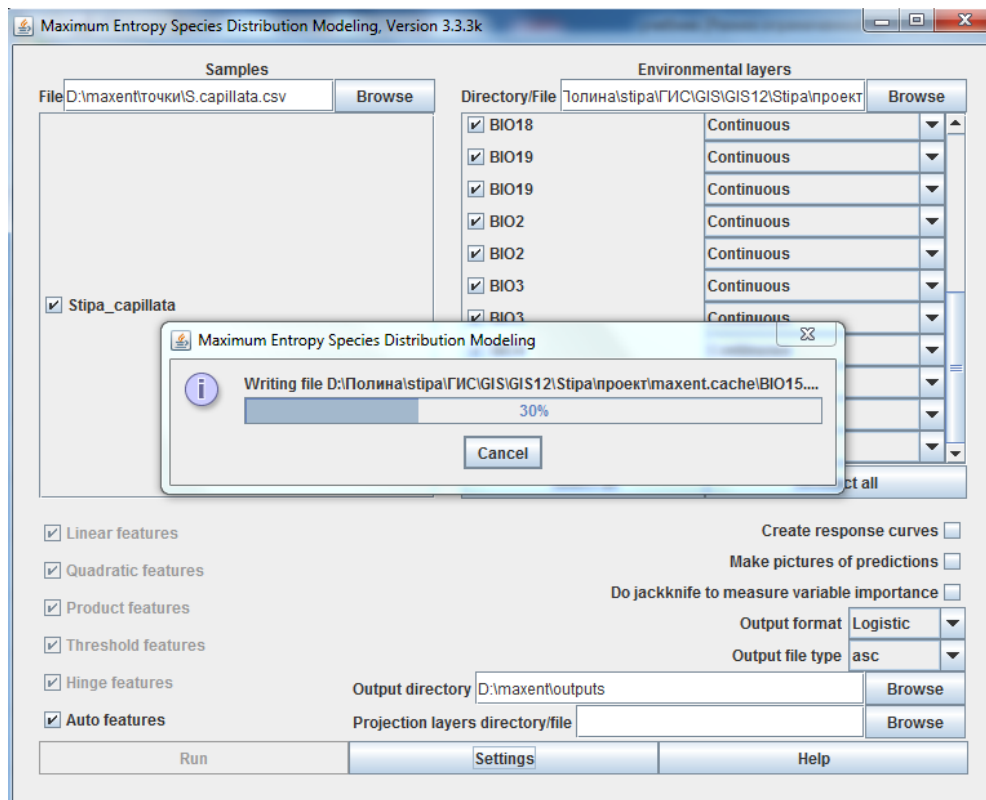 Maximum Entropy Species Distribution Modeling, Version 3.3.3k
Samples
File D:\maxent\точки\S.capillata.csv Browse
Stipa_capillata
Environmental layers
Directory/File Полина\stipa\ГИС\GIS\GIS12\Stipa\проект Browse
BIO18 Continuous
BIO19 Continuous
BIO19 Continuous
BIO2 Continuous
BIO2 Continuous
BIO3 Continuous
BIO3 Continuous
all
Maximum Entropy Species Distribution Modeling
Writing file D:\Полина\stipa\ГИС\GIS\GIS12\Stipa\проект\maxent.cache\BIO15....
30%
Cancel
Linear features
Quadratic features
Product features
Threshold features
Hinge features
Auto features
Create response curves
Make pictures of predictions
Do jackknife to measure variable importance
Output format Logistic
Output file type asc
Output directory D:\maxent\outputs Browse
Projection layers directory/file Browse
Run Settings Help